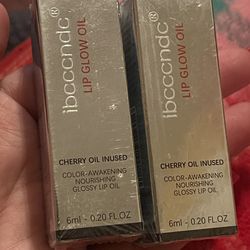 ibcccndc®
LIP GLOW OIL
CHERRY OIL INUSED
COLOR-AWAKENING
NOURISHING
GLOSSY LIP OIL
6ml - 0.20 FL.OZ
ibcccndc®
LIP GLOW OIL
CHERRY OIL INUSED
COLOR-AWAKENING
NOURISHING
GLOSSY LIP OIL
6ml - 0.20 FL.OZ